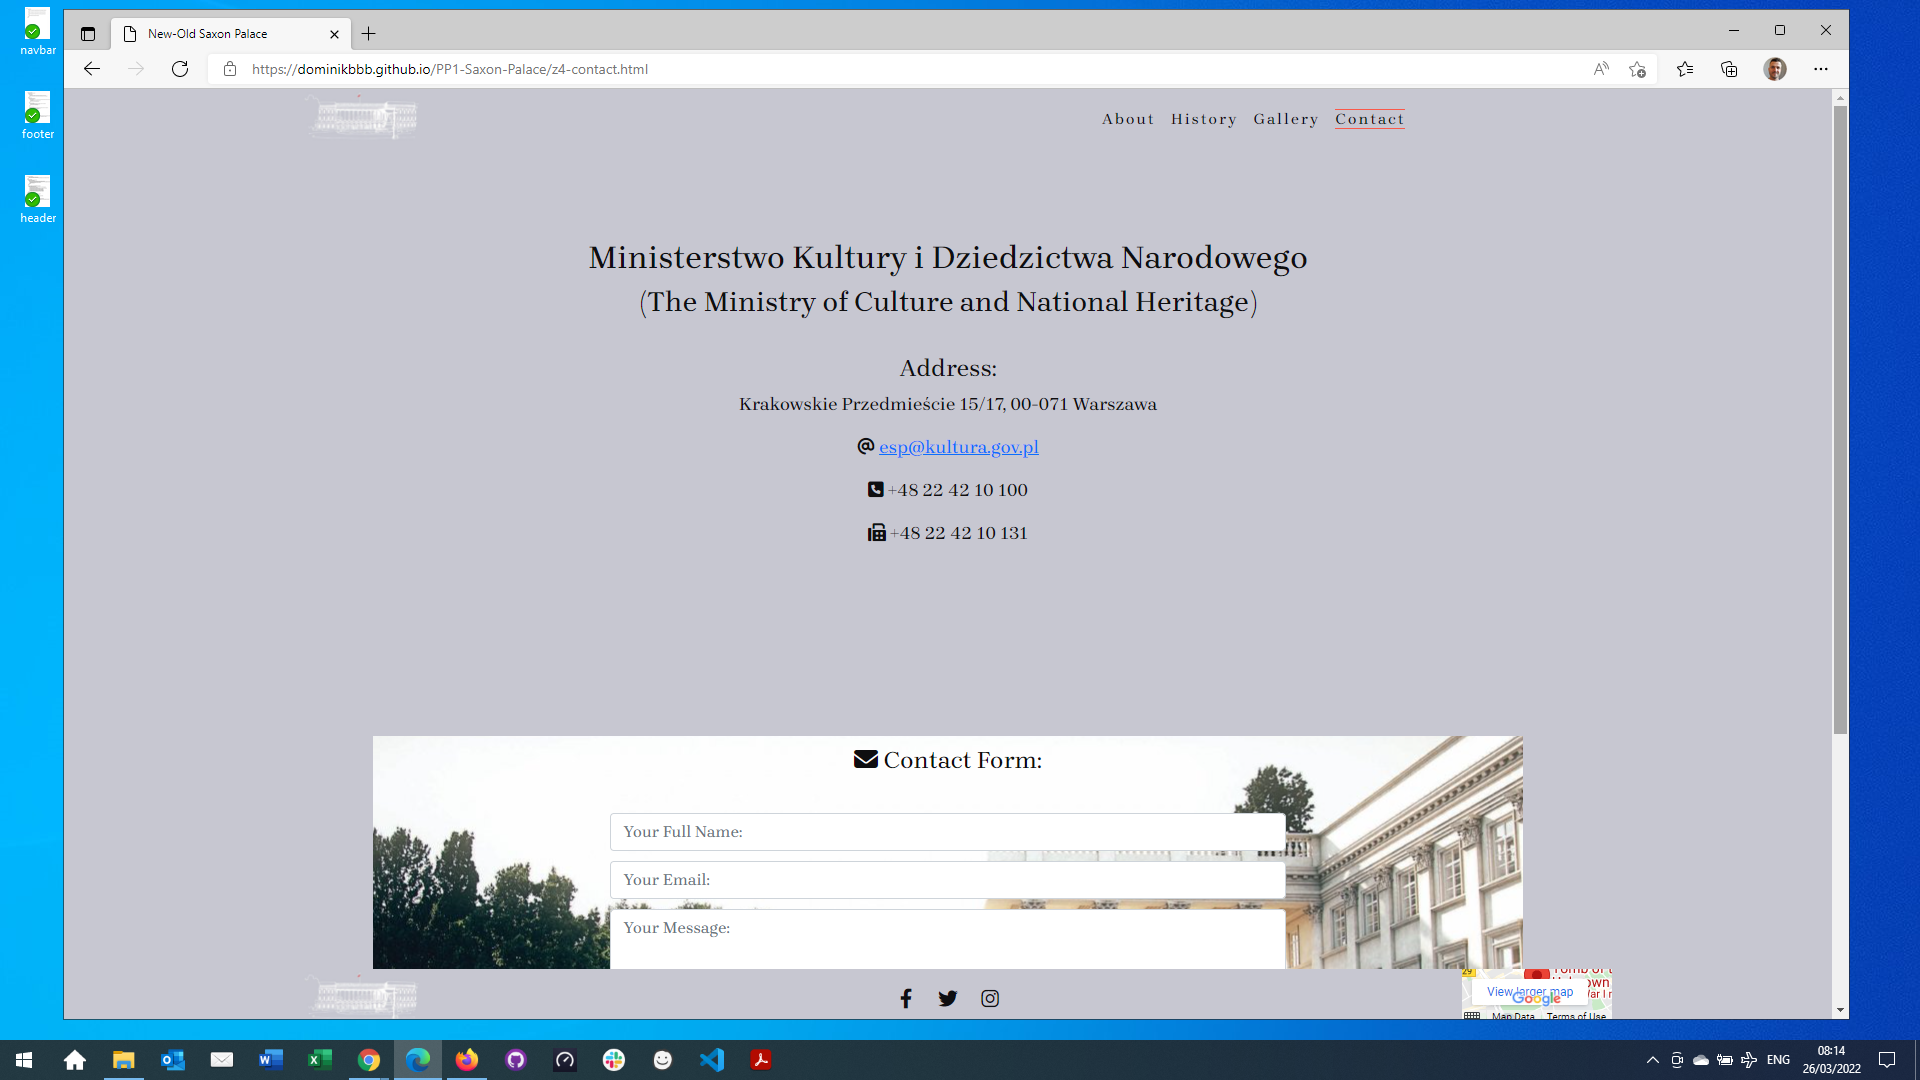 navbar
footer
header
New-Old Saxon Palace
https://dominikbbb.github.io/PP1-Saxon-Palace/z4-contact.html
About History Gallery Contact
Ministerstwo Kultury i Dziedzictwa Narodowego
(The Ministry of Culture and National Heritage)
Address:
Krakowskie Przedmieście 15/17, 00-071 Warszawa
esp@kultura.gov.pl
+48 22 42 10 100
+48 22 42 10 131
Contact Form:
Your Full Name:
Your Email:
Your Message:
29
View larger map
Google
Map Data Terms of Use
ENG
08:14
26/03/2022